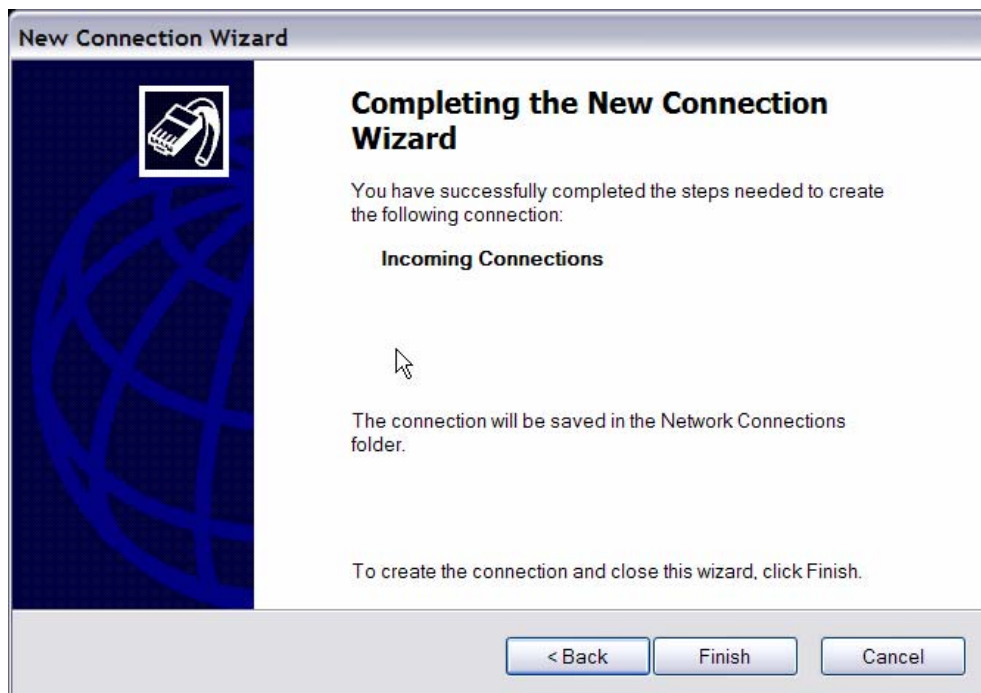 New Connection Wizard
Completing the New Connection
Wizard
You have successfully completed the steps needed to create
the following connection:
Incoming Connections
The connection will be saved in the Network Connections
folder.
To create the connection and close this wizard, click Finish.
< Back
Finish
Cancel